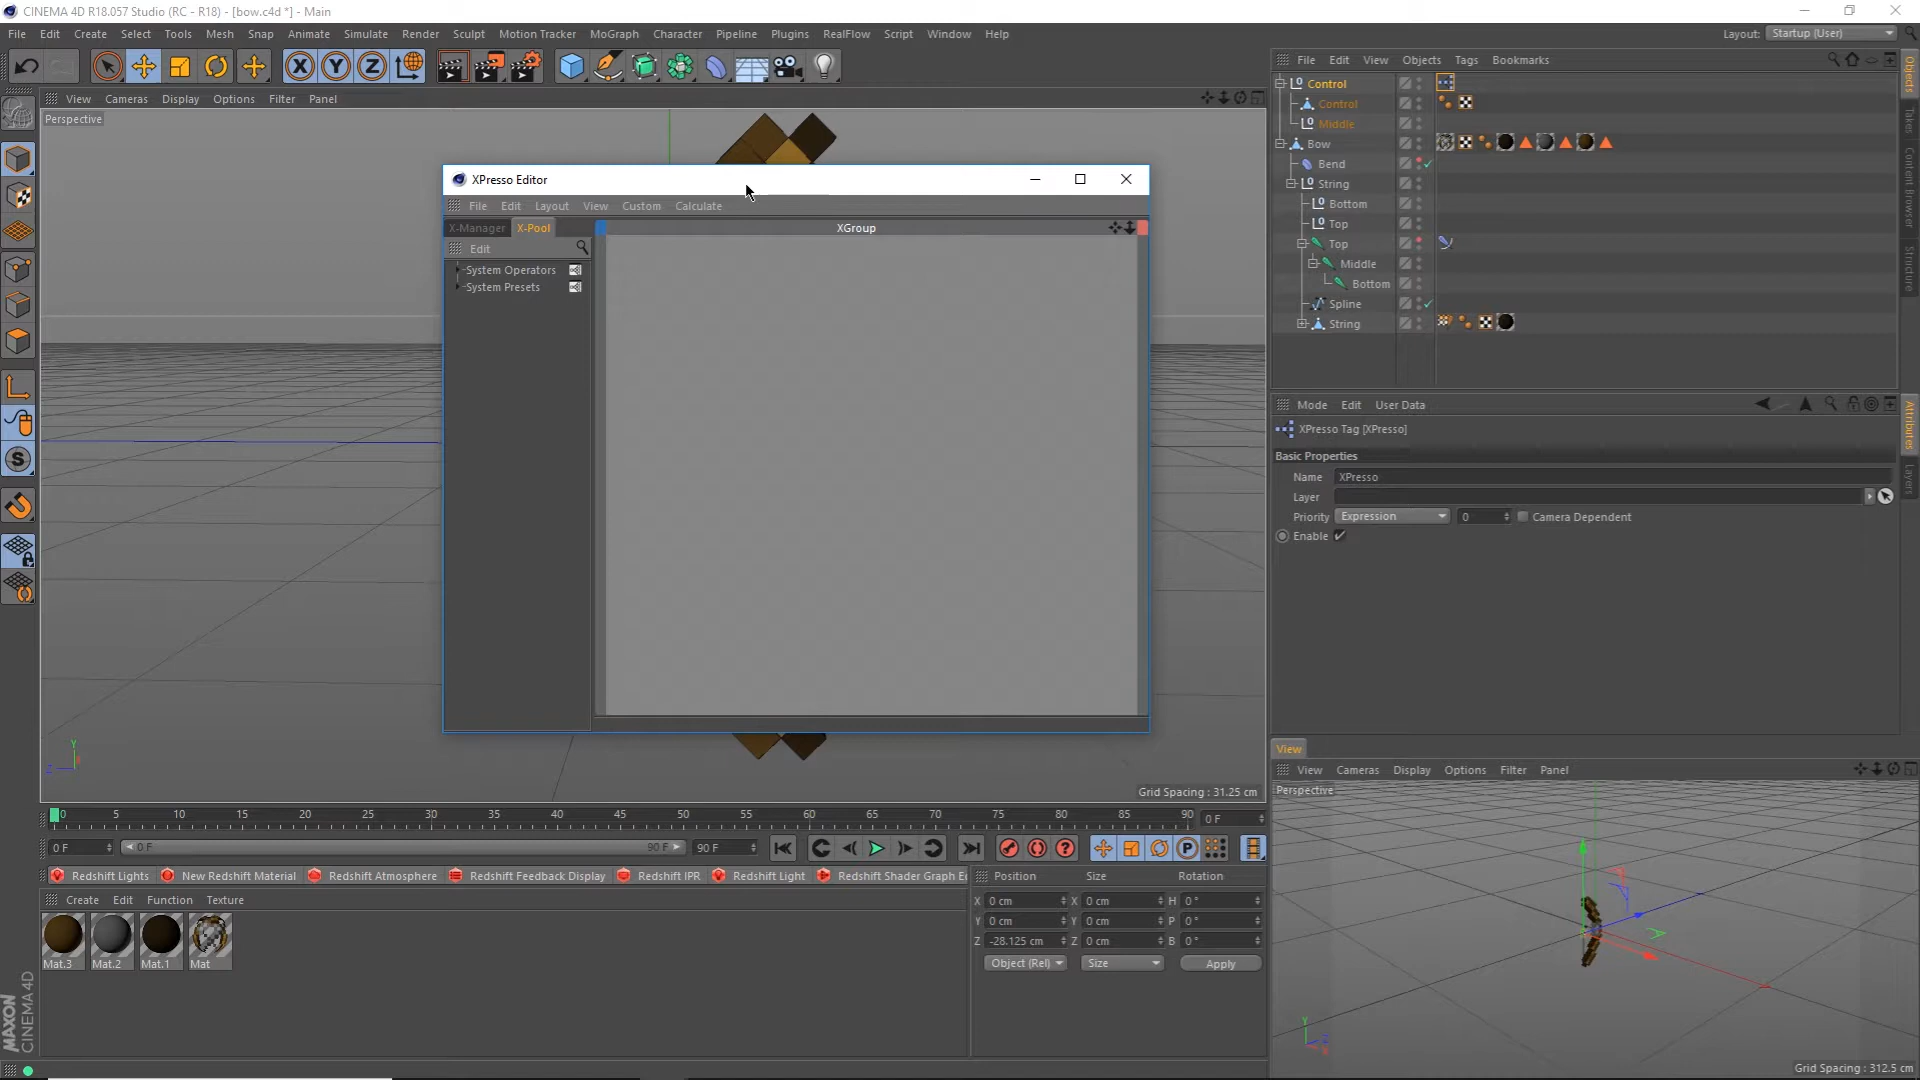 CINEMA 4D R18.057 Studio (RC - R18) - [bow.c4d *] - Main
File Edit Create Select Tools Mesh Snap Animate Simulate Render Sculpt Motion Tracker MoGraph Character Pipeline Plugins RealFlow Script Window Help
Layout: Startup (User)
View Cameras Display Options Filter Panel
Perspective
XPresso Editor
File Edit Layout View Custom Calculate
X-Manager X-Pool
XGroup
Edit
System Operators
System Presets
Grid Spacing : 31.25 cm
File Edit View Objects Tags Bookmarks
Control
Control
Middle
Bow
Bend
String
Bottom
Top
Top
Middle
Bottom
Spline
String
Objects
Takes
Content Browser
Structure
Mode Edit User Data
XPresso Tag [XPresso]
Basic Properties
Name XPresso
Layer
Priority Expression 0 Camera Dependent
Enable
Attributes
Layers
View
View Cameras Display Options Filter Panel
Perspective
Grid Spacing : 312.5 cm
0 5 10 15 20 25 30 35 40 45 50 55 60 65 70 75 80 85 90 0 F
0 F 0 F 90 F 90 F
Redshift Lights New Redshift Material Redshift Atmosphere Redshift Feedback Display Redshift IPR Redshift Light Redshift Shader Graph E
Create Edit Function Texture
Mat.3 Mat.2 Mat.1 Mat
Position Size Rotation
X 0 cm X 0 cm H 0 °
Y 0 cm Y 0 cm P 0 °
Z -28.125 cm Z 0 cm B 0 °
Object (Rel) Size Apply
MAXON
CINEMA 4D
Y
Z
Y